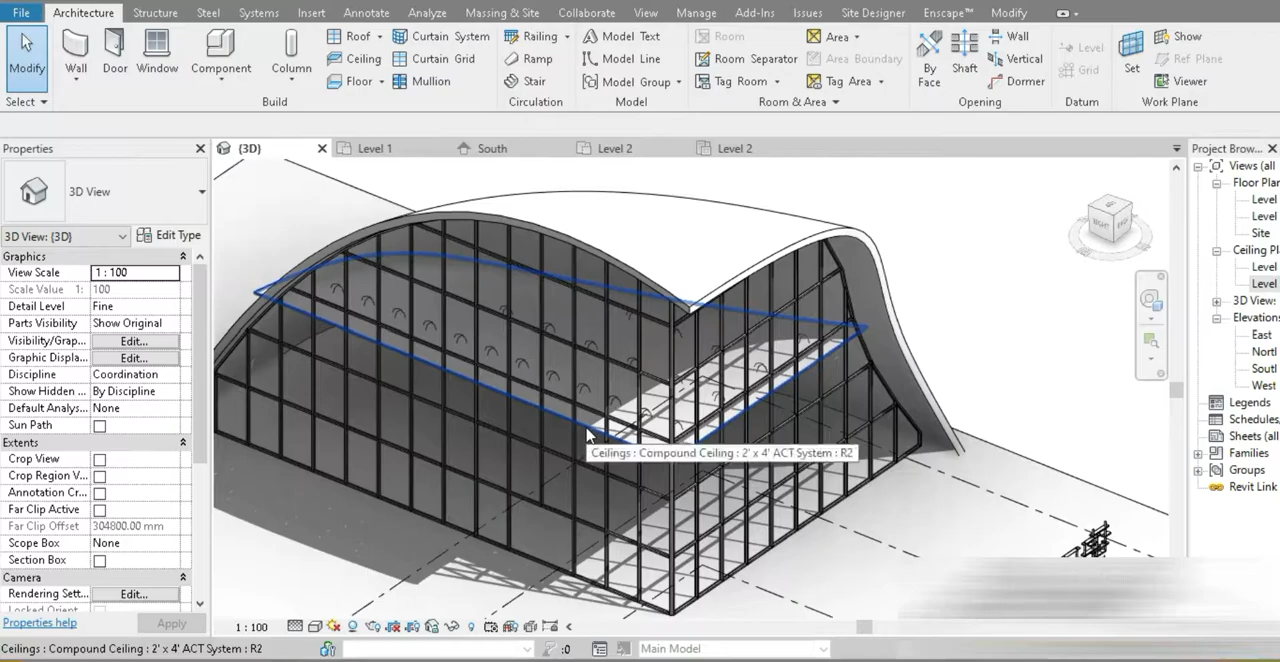 File Architecture Structure Steel Systems Insert Annotate Analyze Massing & Site Collaborate View Manage Add-Ins Issues Site Designer Enscape™ Modify
Modify Wall Door Window Component Column
Roof Curtain System
Ceiling Curtain Grid
Floor Mullion
Railing
Ramp
Stair
Model Text
Model Line
Model Group
Room
Room Separator
Tag Room
Area
Area Boundary
Tag Area
By Face
Shaft
Wall
Vertical
Dormer
Level
Grid
Set
Show
Ref Plane
Viewer
Select Build Circulation Model Room & Area Opening Datum Work Plane
Properties
{3D} Level 1 South Level 2 Level 2
Project Brow...
3D View
3D View: {3D} Edit Type
Graphics
View Scale 1 : 100
Scale Value 1: 100
Detail Level Fine
Parts Visibility Show Original
Visibility/Grap... Edit...
Graphic Displa... Edit...
Discipline Coordination
Show Hidden ... By Discipline
Default Analys... None
Sun Path
Extents
Crop View
Crop Region V...
Annotation Cr...
Far Clip Active
Far Clip Offset 304800.00 mm
Scope Box None
Section Box
Camera
Rendering Sett... Edit...
Locked Orient
Properties help Apply
RIGHT
Ceilings : Compound Ceiling : 2' x 4' ACT System : R2
Views (all
Floor Plan
Level
Level
Site
Ceiling Pl
Level
Level
3D View:
Elevations
East
North
South
West
Legends
Schedules,
Sheets (all
Families
Groups
Revit Link
1 : 100
Ceilings : Compound Ceiling : 2' x 4' ACT System : R2 :0 Main Model